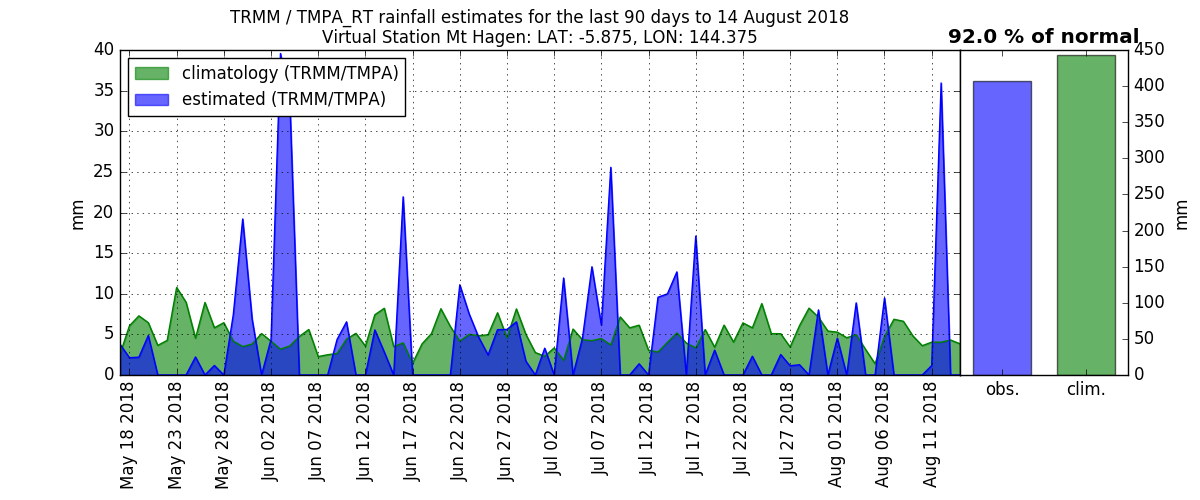 TRMM / TMPA_RT rainfall estimates for the last 90 days to 14 August 2018
Virtual Station Mt Hagen: LAT: -5.875, LON: 144.375
92.0 % of normal
climatology (TRMM/TMPA)
estimated (TRMM/TMPA)
mm
40
35
30
25
20
15
10
5
0
May 18 2018
May 23 2018
May 28 2018
Jun 02 2018
Jun 07 2018
Jun 12 2018
Jun 17 2018
Jun 22 2018
Jun 27 2018
Jul 02 2018
Jul 07 2018
Jul 12 2018
Jul 17 2018
Jul 22 2018
Jul 27 2018
Aug 01 2018
Aug 06 2018
Aug 11 2018
obs.
clim.
450
400
350
300
250
200
150
100
50
0
mm